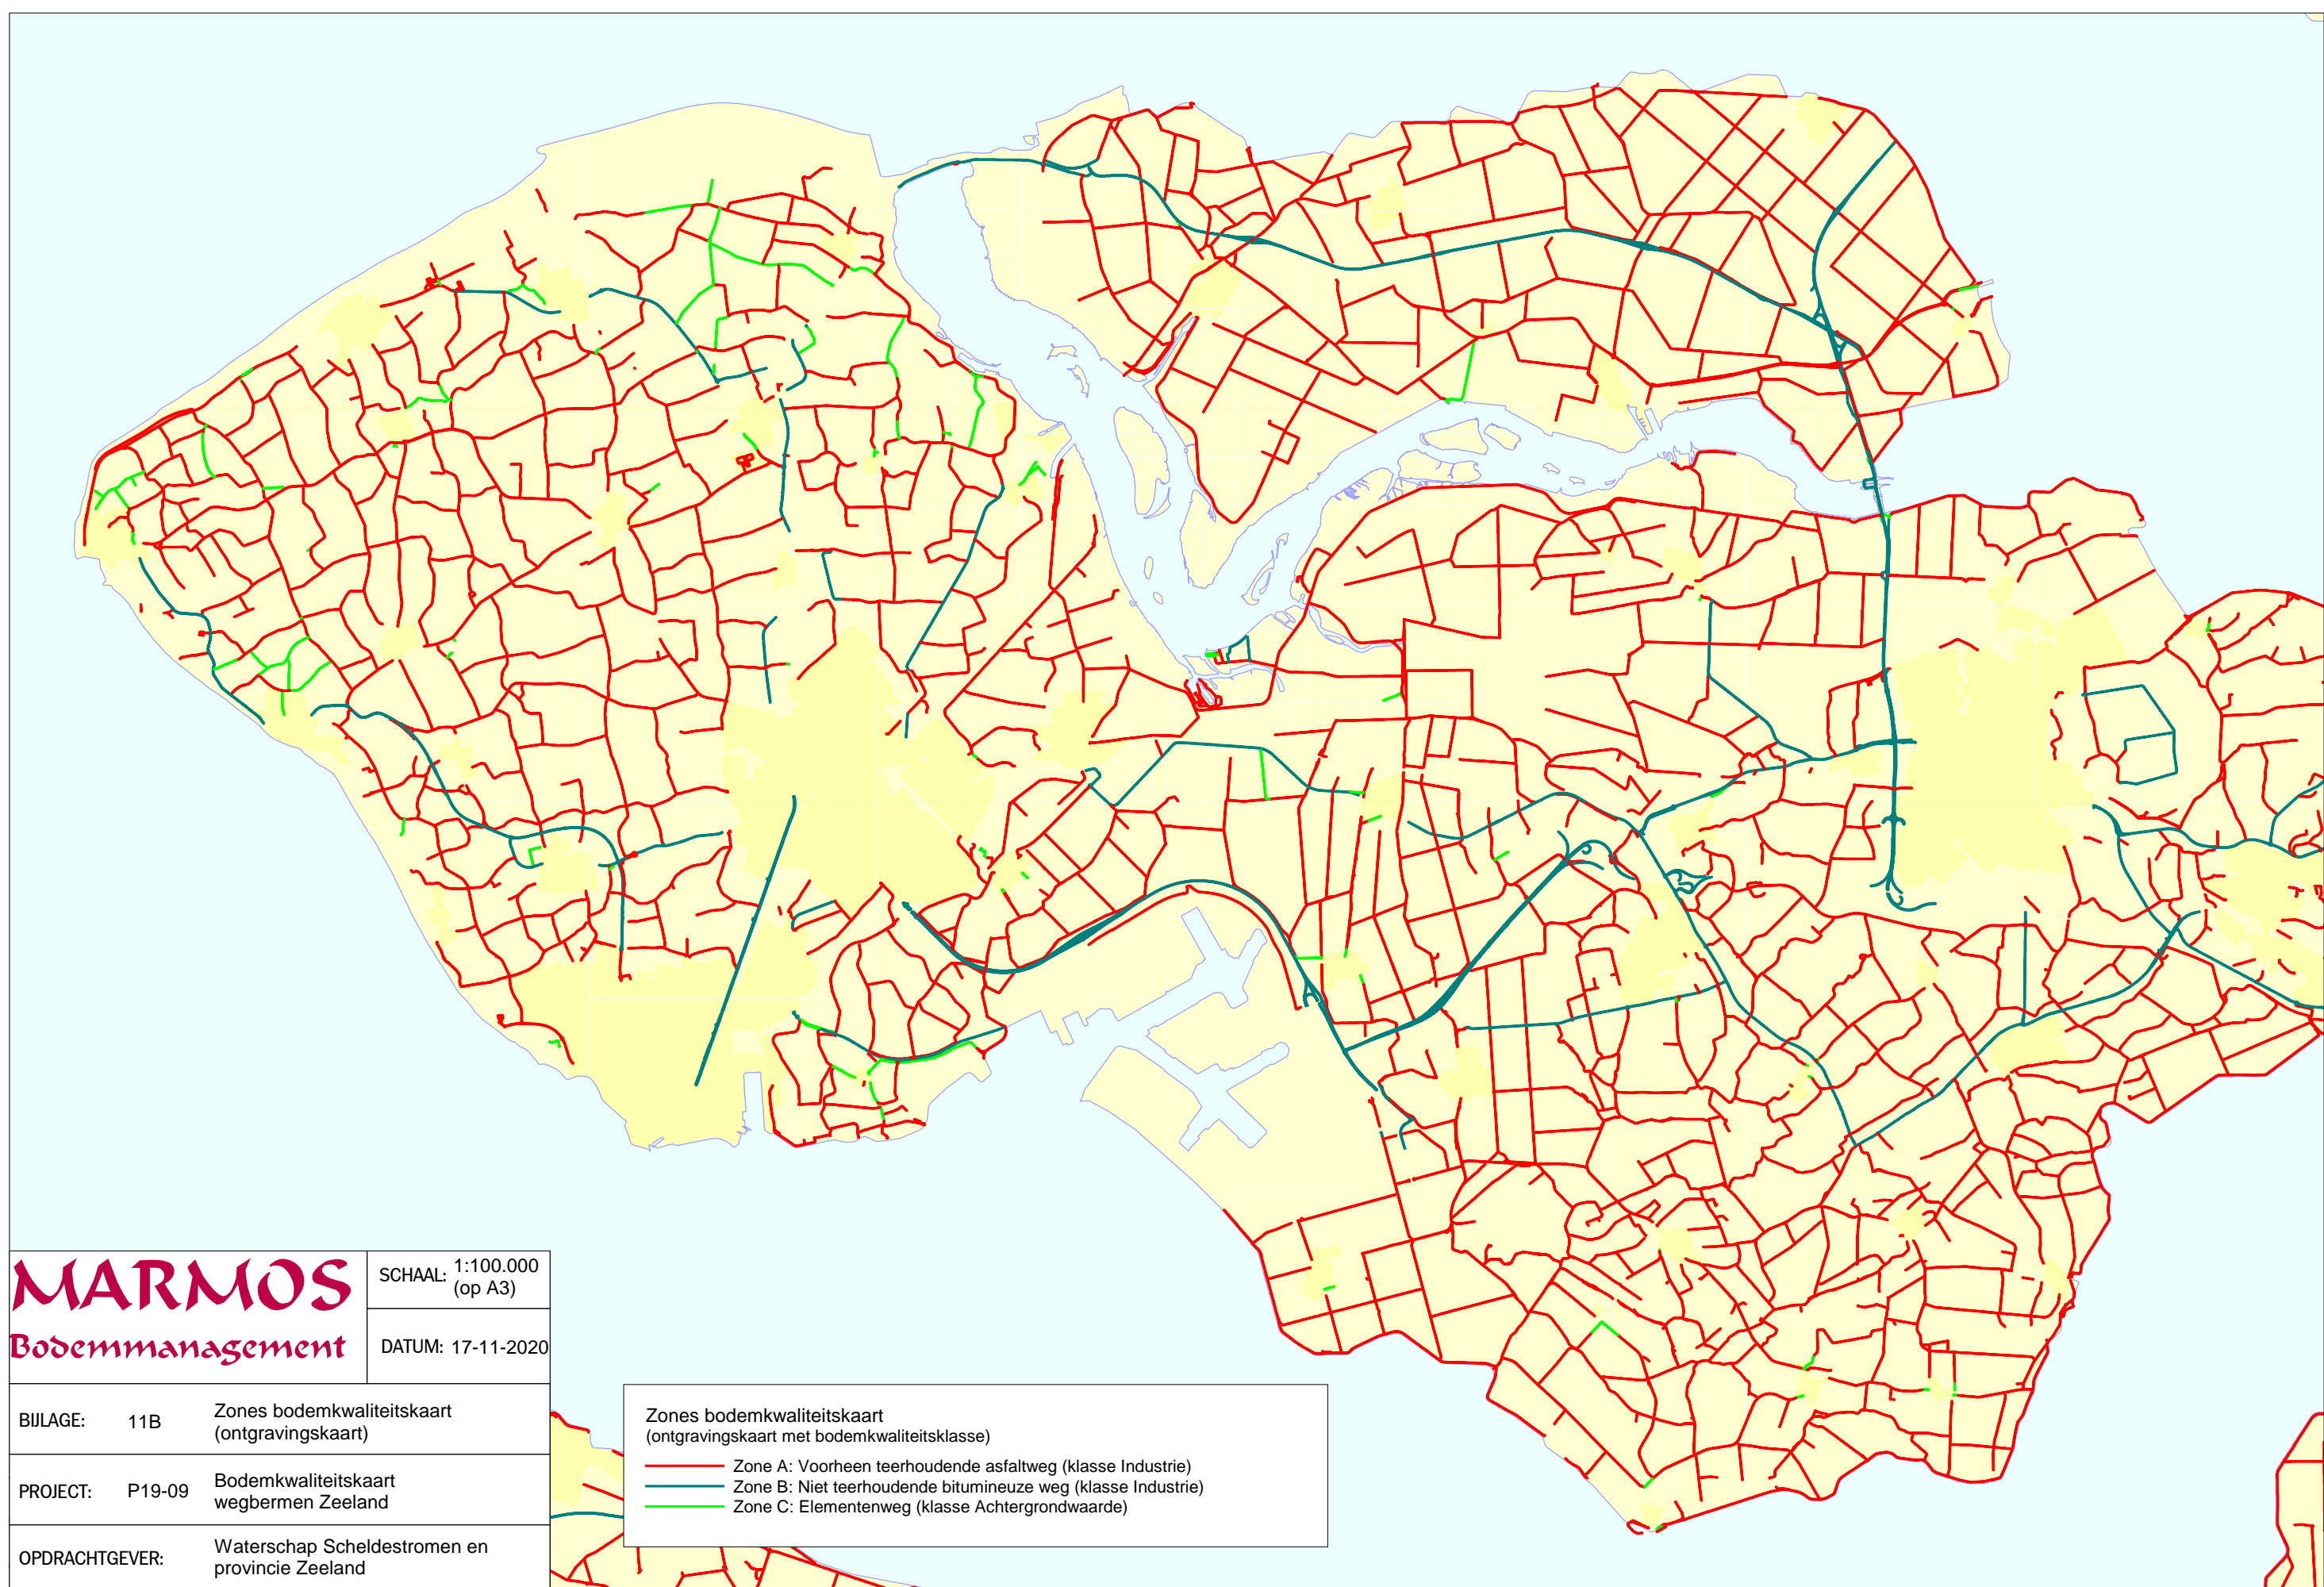 MARMOS
Bodemmanagement
SCHAAL: 1:100.000
(op A3)
DATUM: 17-11-2020
BIJLAGE: 11B Zones bodemkwaliteitskaart
(ontgravingskaart)
PROJECT: P19-09 Bodemkwaliteitskaart
wegbermen Zeeland
OPDRACHTGEVER: Waterschap Scheldestromen en
provincie Zeeland
Zones bodemkwaliteitskaart
(ontgravingskaart met bodemkwaliteitsklasse)
Zone A: Voorheen teerhoudende asfaltweg (klasse Industrie)
Zone B: Niet teerhoudende bitumineuze weg (klasse Industrie)
Zone C: Elementenweg (klasse Achtergrondwaarde)